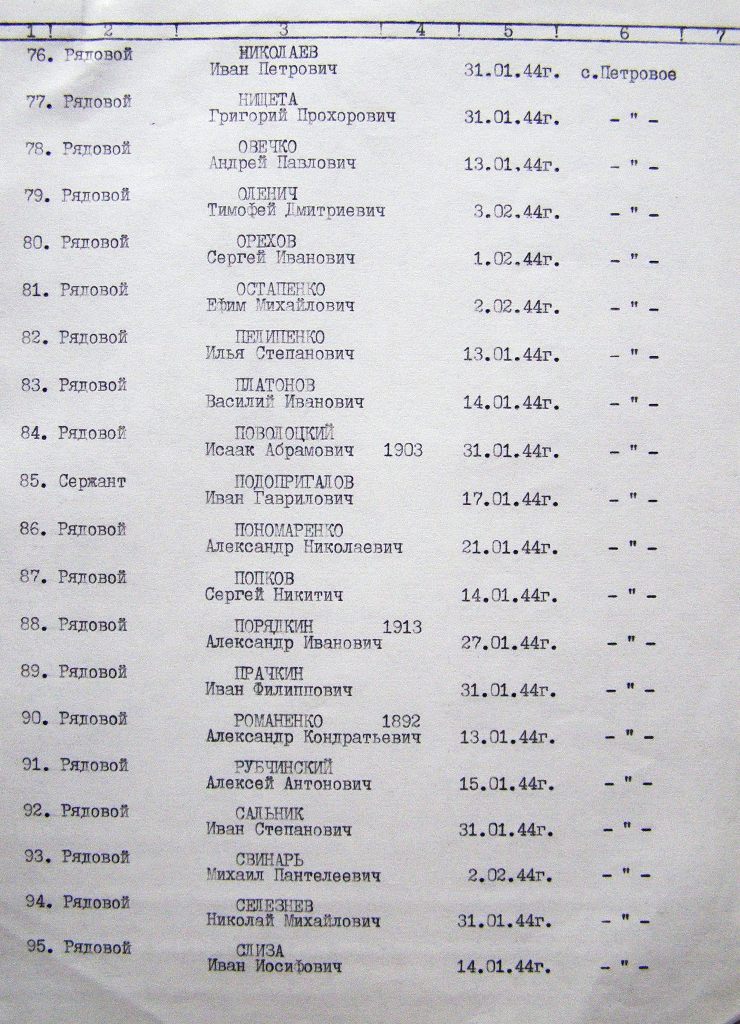 1 ! 2 ! 3 ! 4 ! 5 ! 6 ! 7
76. Рядовой НИКОЛАЕВ
Иван Петрович 31.01.44г. с.Петровое
77. Рядовой НИЩЕТА
Григорий Прохорович 31.01.44г. - " -
78. Рядовой ОВЕЧКО
Андрей Павлович 13.01.44г. - " -
79. Рядовой ОЛЕНИЧ
Тимофей Дмитриевич 3.02.44г. - " -
80. Рядовой ОРЕХОВ
Сергей Иванович 1.02.44г. - " -
81. Рядовой ОСТАПЕНКО
Ефим Михайлович 2.02.44г. - " -
82. Рядовой ПЕЛИПЕНКО
Илья Степанович 13.01.44г. - " -
83. Рядовой ПЛАТОНОВ
Василий Иванович 14.01.44г. - " -
84. Рядовой ПОВОЛОЦКИЙ
Исаак Абрамович 1903 31.01.44г. - " -
85. Сержант ПОДОПРИГАЛОВ
Иван Гаврилович 17.01.44г. - " -
86. Рядовой ПОНОМАРЕНКО
Александр Николаевич 21.01.44г. - " -
87. Рядовой ПОПКОВ
Сергей Никитич 14.01.44г. - " -
88. Рядовой ПОРЯДКИН 1913
Александр Иванович 27.01.44г. - " -
89. Рядовой ПРАЧКИН
Иван Филиппович 31.01.44г. - " -
90. Рядовой РОМАНЕНКО 1892
Александр Кондратьевич 13.01.44г. - " -
91. Рядовой РУБЧИНСКИЙ
Алексей Антонович 15.01.44г. - " -
92. Рядовой САЛЬНИК
Иван Степанович 31.01.44г. - " -
93. Рядовой СВИНАРЬ
Михаил Пантелеевич 2.02.44г. - " -
94. Рядовой СЕЛЕЗНЕВ
Николай Михайлович 31.01.44г. - " -
95. Рядовой СЛИЗА
Иван Иосифович 14.01.44г. - " -